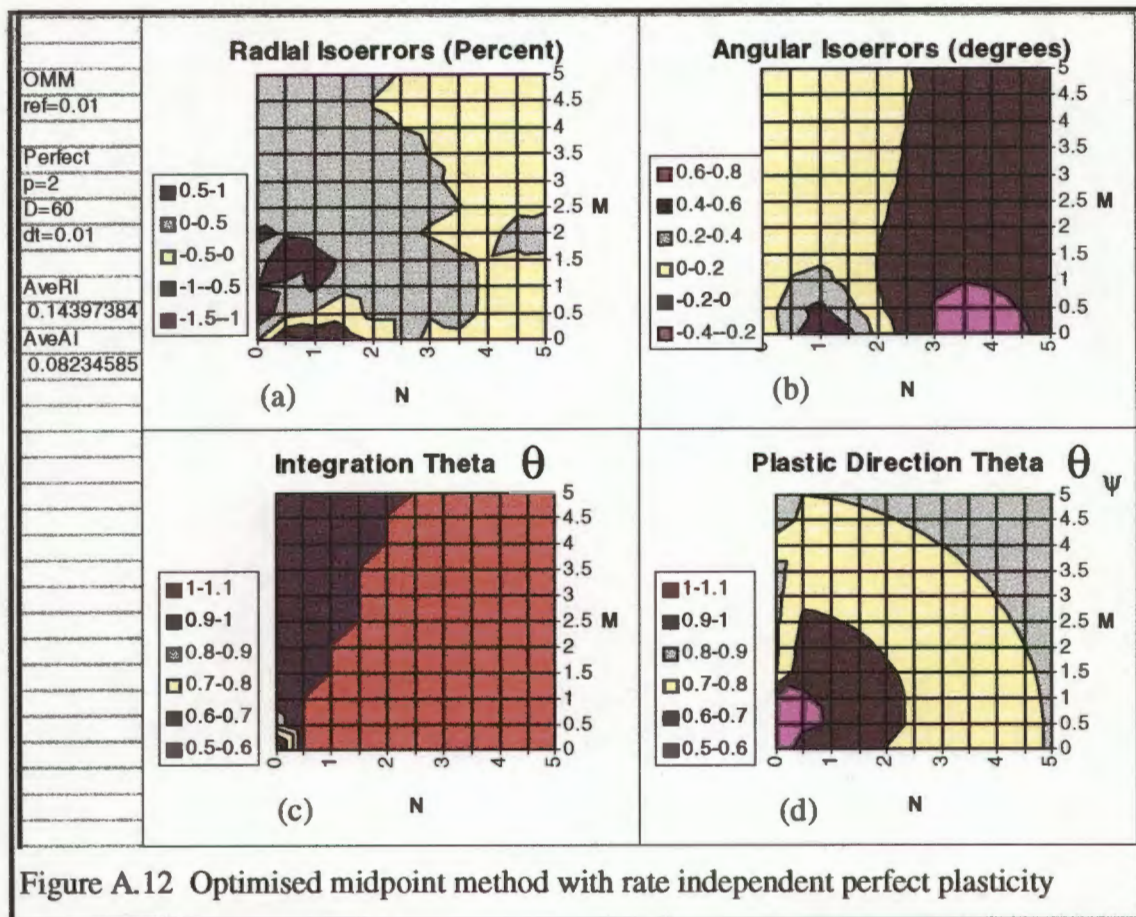 OMM
ref=0.01
Perfect
p=2
D=60
dt=0.01
AveRI
0.14397384
AveAI
0.08234585
Radial Isoerrors (Percent)
0.5-1
0-0.5
-0.5-0
-1--0.5
-1.5--1
5
4.5
4
3.5
3
2.5
2
1.5
1
0.5
0
M
0 1 2 3 4 5
N
(a)
Angular Isoerrors (degrees)
0.6-0.8
0.4-0.6
0.2-0.4
0-0.2
-0.2-0
-0.4--0.2
5
4.5
4
3.5
3
2.5
2
1.5
1
0.5
0
M
0 1 2 3 4 5
N
(b)
Integration Theta θ
1-1.1
0.9-1
0.8-0.9
0.7-0.8
0.6-0.7
0.5-0.6
5
4.5
4
3.5
3
2.5
2
1.5
1
0.5
0
M
0 1 2 3 4 5
N
(c)
Plastic Direction Theta θψ
1-1.1
0.9-1
0.8-0.9
0.7-0.8
0.6-0.7
0.5-0.6
5
4.5
4
3.5
3
2.5
2
1.5
1
0.5
0
M
0 1 2 3 4 5
N
(d)
Figure A.12 Optimised midpoint method with rate independent perfect plasticity